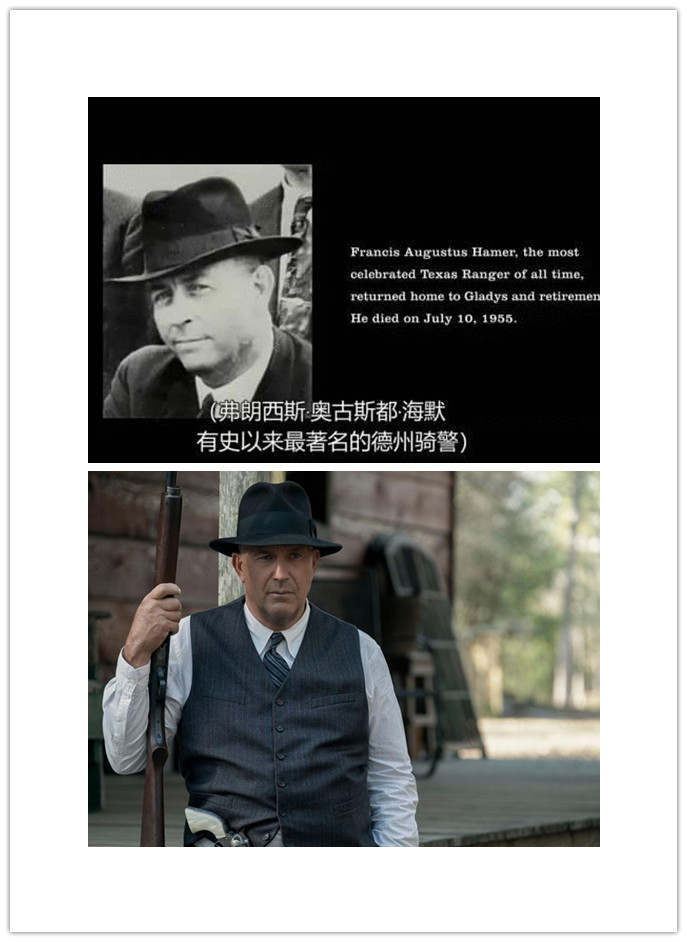 Francis Augustus Hamer, the most
celebrated Texas Ranger of all time,
returned home to Gladys and retiremen
He died on July 10, 1955.
(弗朗西斯·奥古斯都·海默
有史以来最著名的德州骑警)